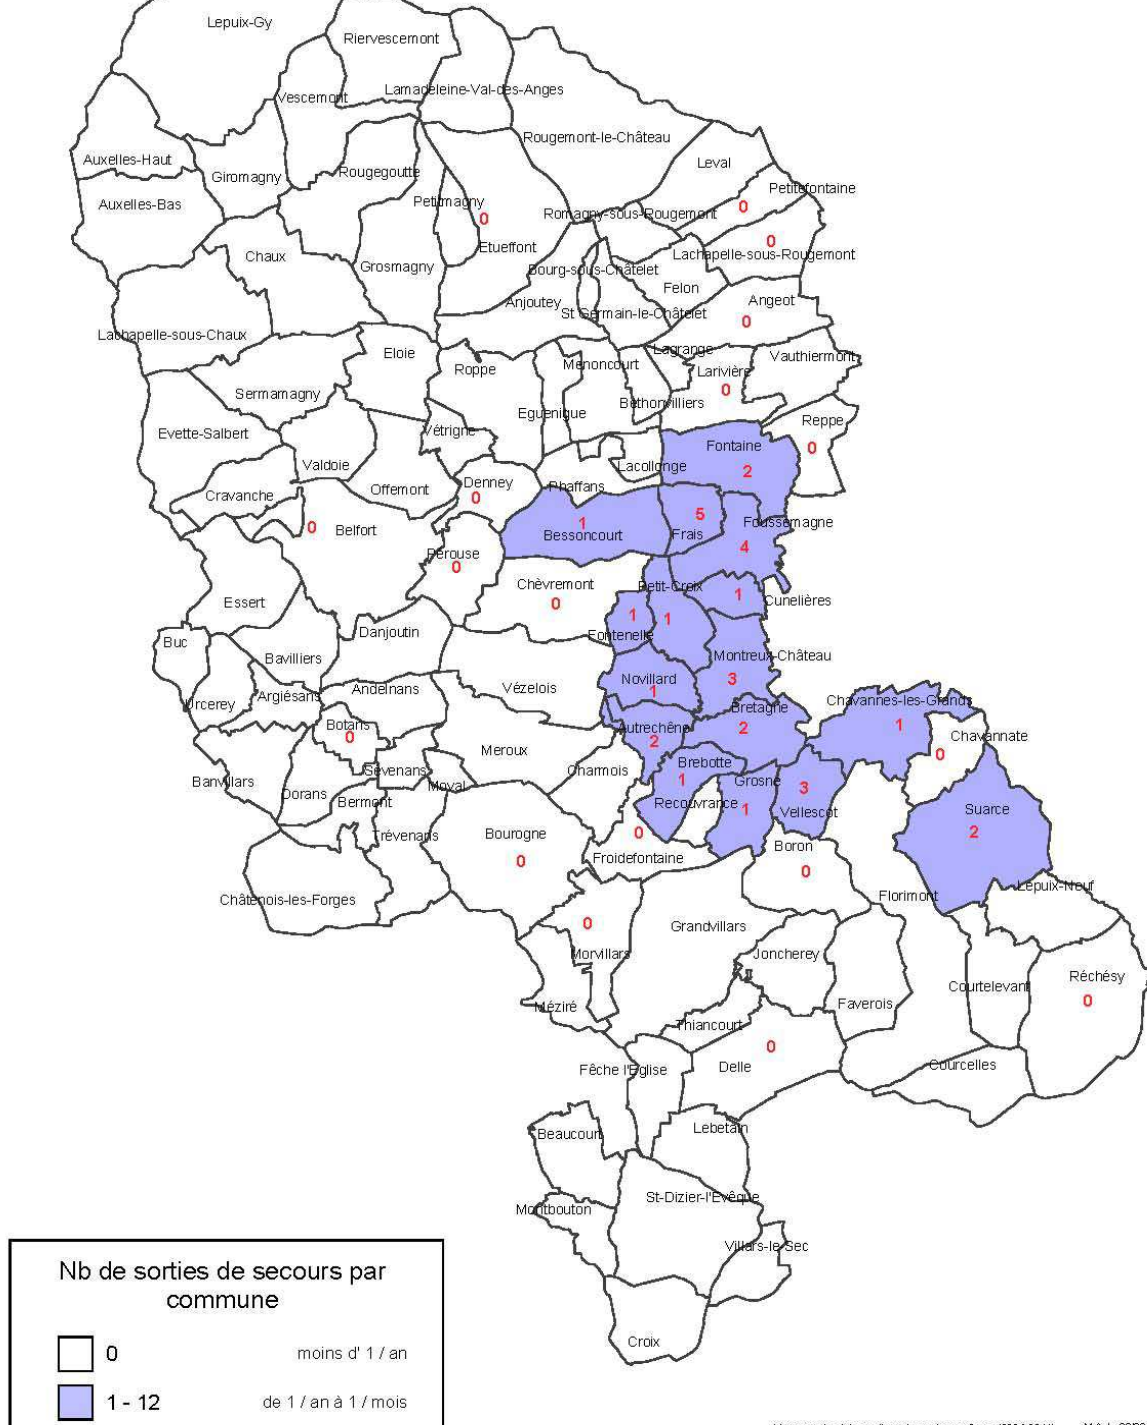 Lepuix-Gy
Riervescemont
Lamadeleine-Val-des-Anges
Vescemont
Rougemont-le-Château
Auxelles-Haut
Leval
Rougegoutte
Giromagny
Petitefontaine
Auxelles-Bas
Petitmagny
0
0
Romagny-sous-Rougemont
0
Etueffont
Lachapelle-sous-Rougemont
Chaux
Grosmagny
Bourg-sous-Châtelet
Felon
Anjoutey
Angeot
St Germain-le-Châtelet
0
Lachapelle-sous-Chaux
Eloie
Lagrange
Vauthiermont
Roppe
Menoncourt
Larivière
0
Sermamagny
Bethonvilliers
Eguenigue
Reppe
Evette-Salbert
Vétrigne
Fontaine
0
Valdoie
Lacollonge
2
Denney
Phaffans
Cravanche
Offemont
0
5
0
Belfort
1
Bessoncourt
Frais
Foussemagne
4
Pérouse
0
Chèvremont
Petit-Croix
1
Cunelières
Essert
0
1
1
Danjoutin
Fontenelle
Buc
Bavilliers
Montreux-Château
Novillard
3
Vézelois
1
Andelnans
Argiésans
Urcerey
Chavannes-les-Grands
Bretagne
Botans
0
Autrechêne
2
2
1
Chavannate
0
Meroux
Sévenans
Charmois
Brebotte
1
Banvillars
Moval
Grosne
3
Dorans
Bermont
Recouvrance
1
Vellescot
Suarce
2
Trévenans
Bourogne
0
Boron
Froidefontaine
0
0
Lepuix-Neuf
Châtenois-les-Forges
Florimont
0
Grandvillars
Morvillars
Joncherey
Réchésy
Courtelevant
0
Méziré
Faverois
Thiancourt
0
Fêche l'Eglise
Delle
Courcelles
Beaucourt
Lebetain
St-Dizier-l'Evêque
Montbouton
Villars-le-Sec
Croix
Nb de sorties de secours par
commune
0 moins d' 1 / an
1 - 12 de 1 / an à 1 / mois